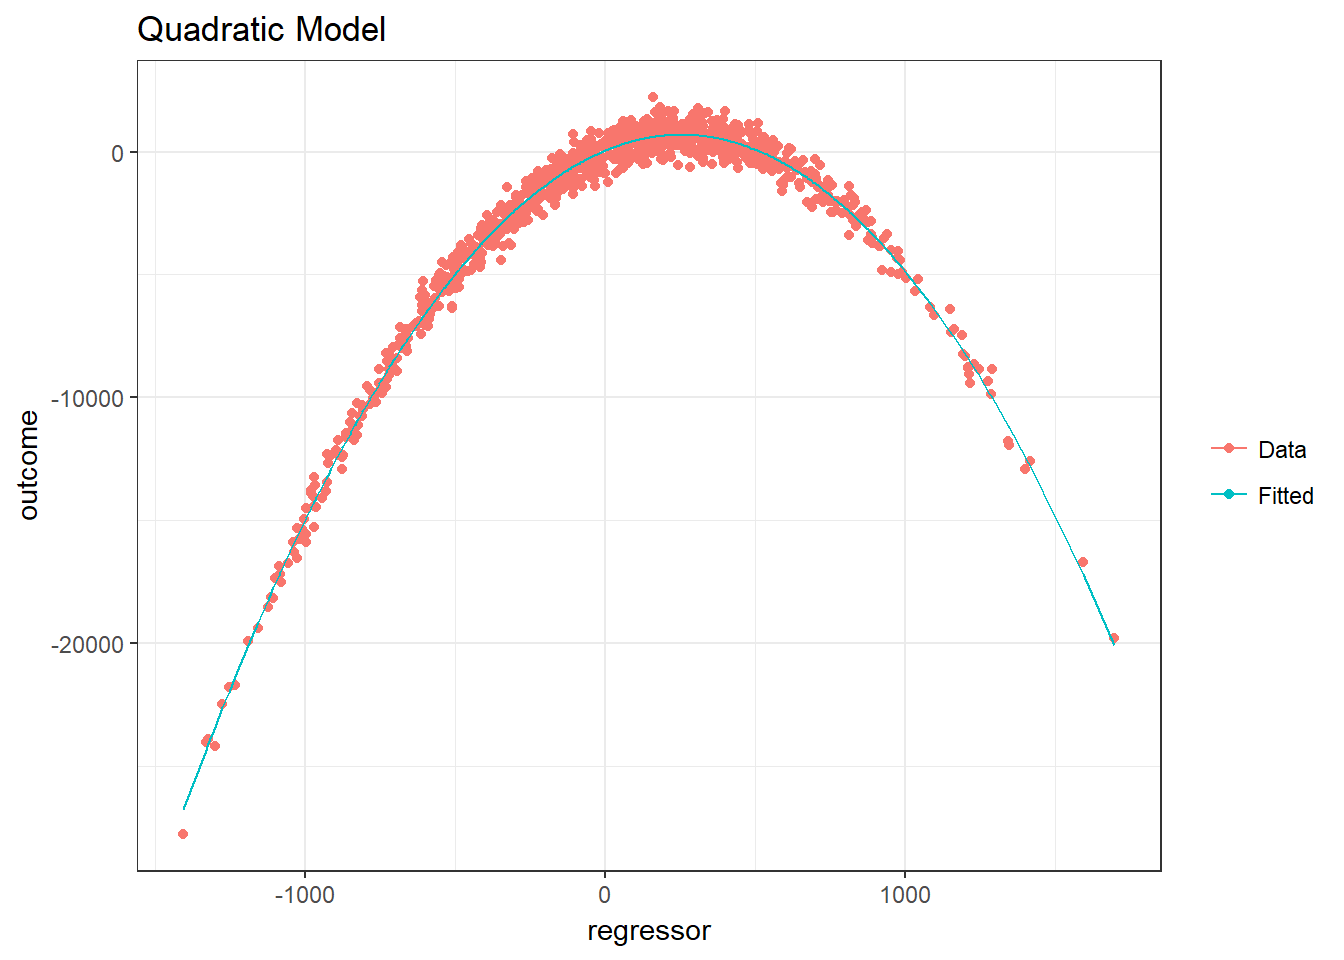 Quadratic Model
0
-10000
-20000
outcome
-1000
0
1000
regressor
Data
Fitted